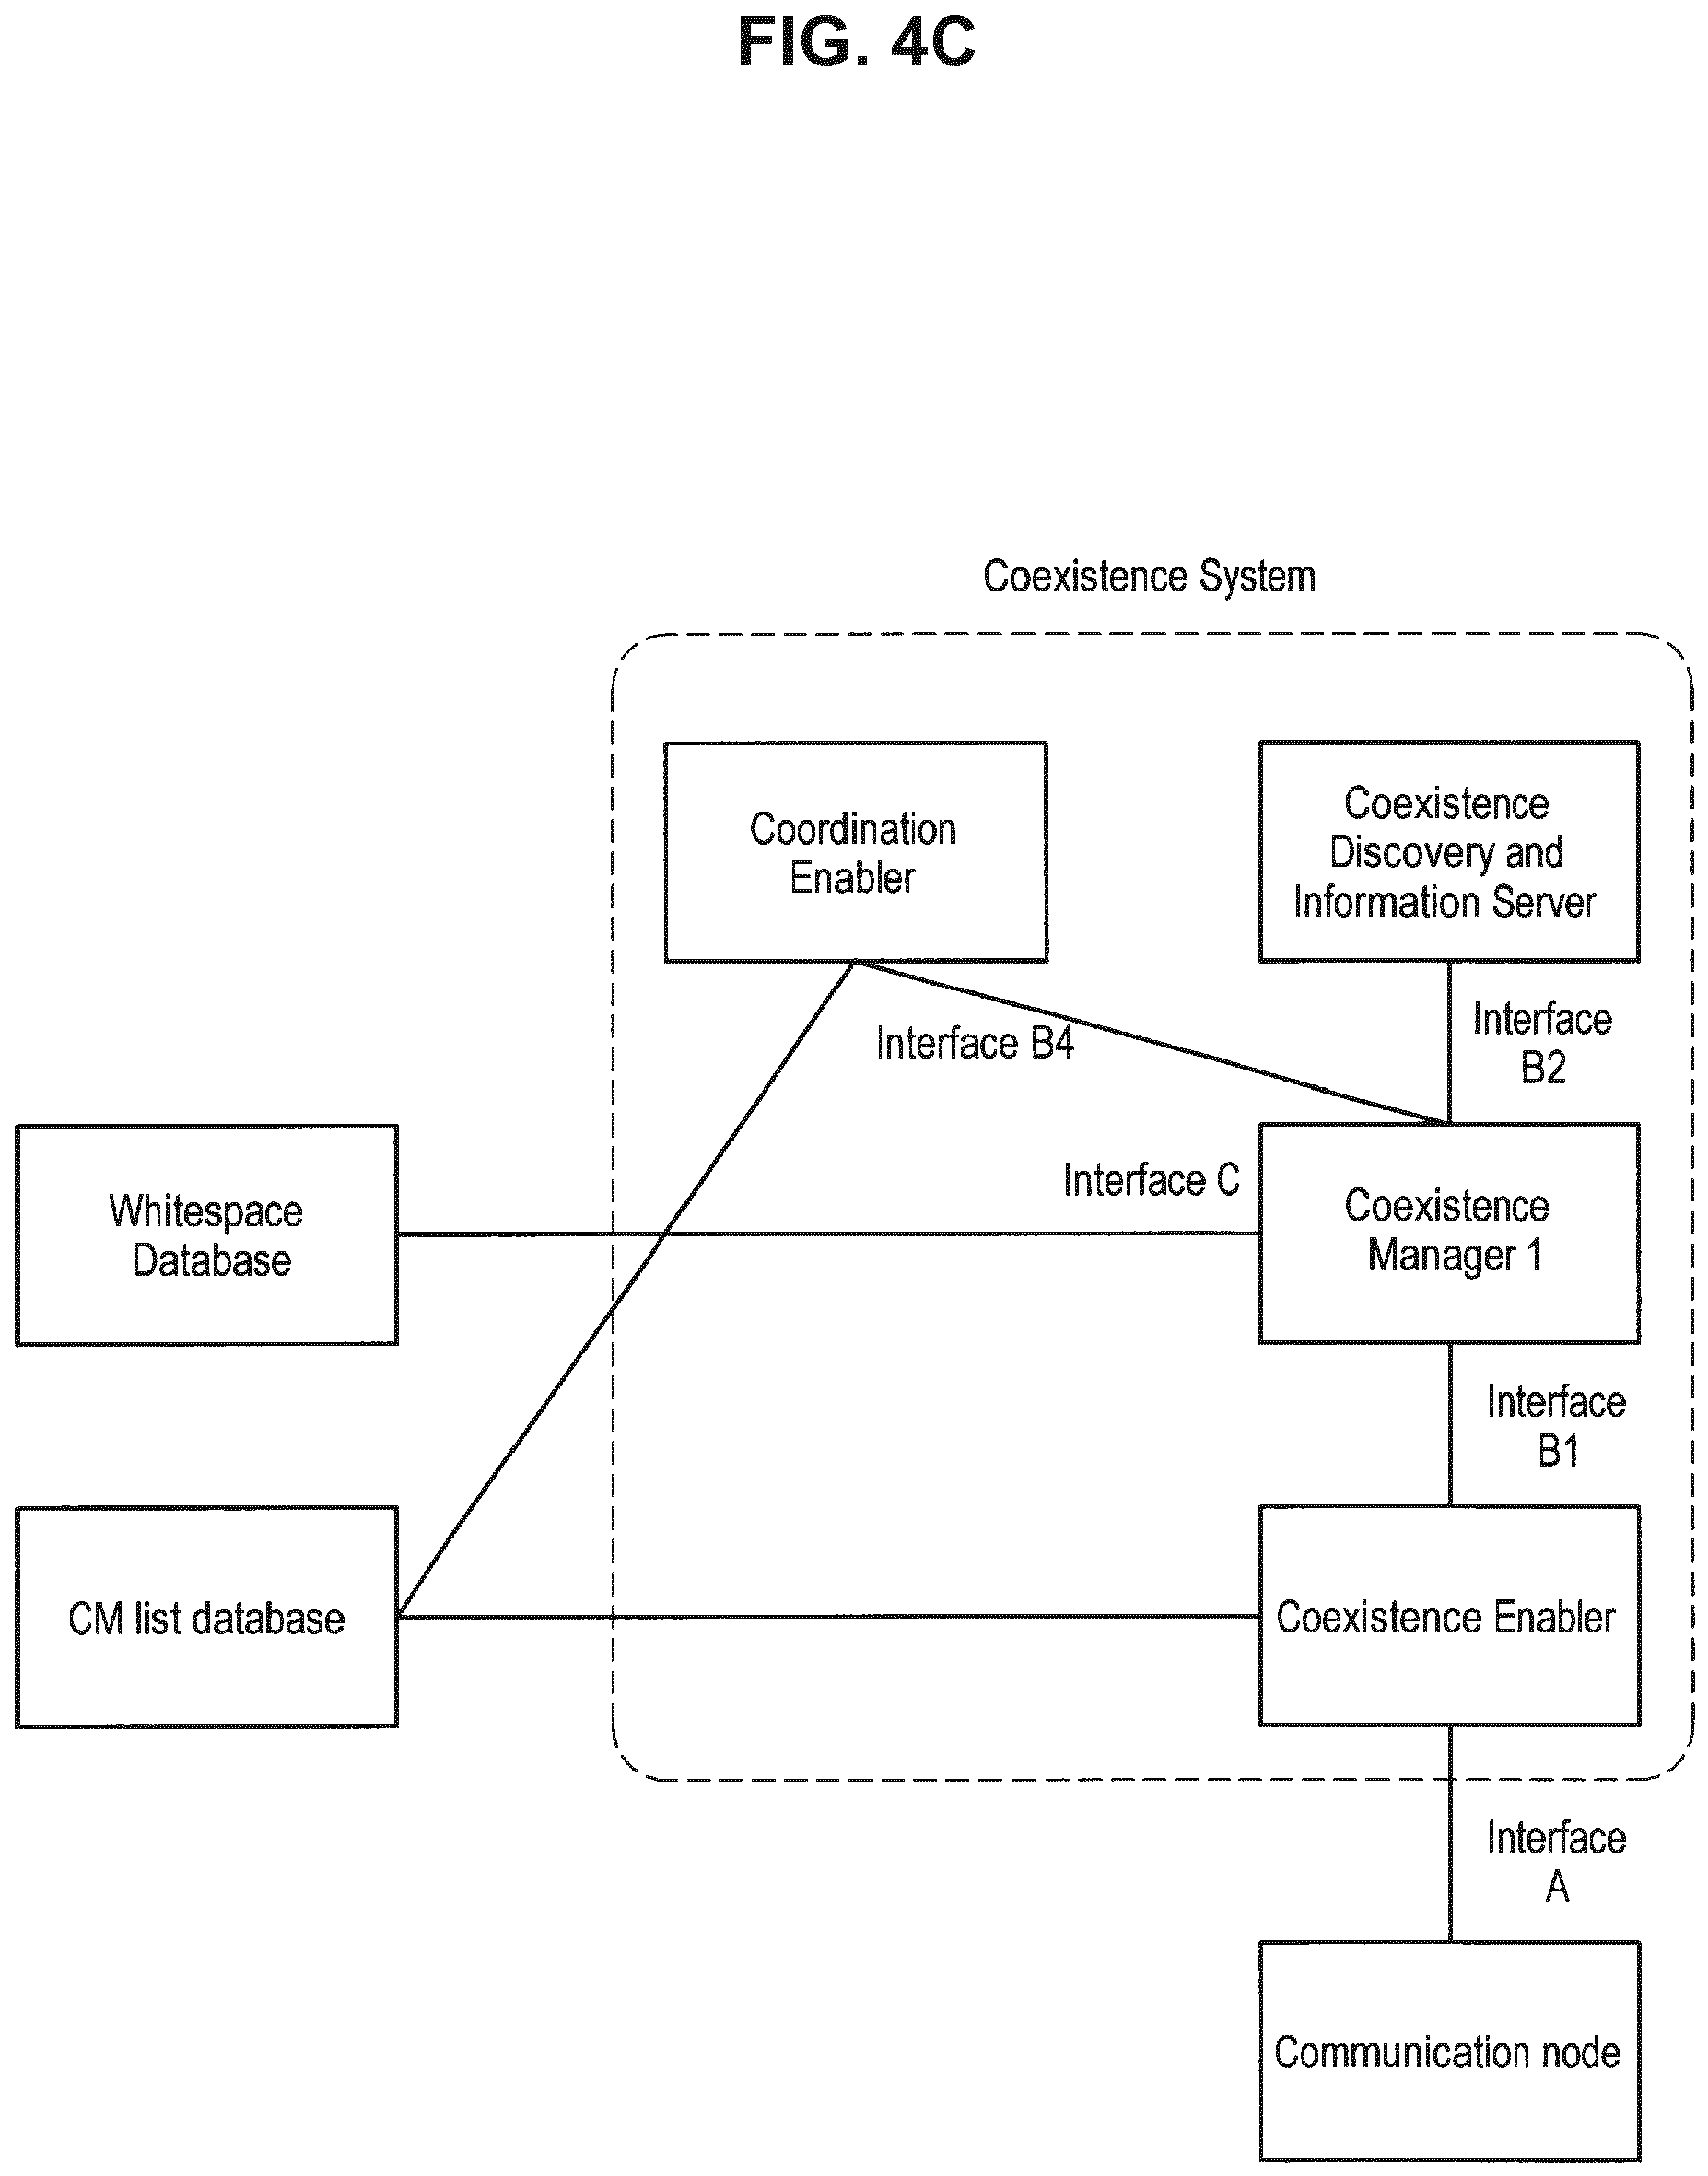 FIG. 4C
Coexistence System
Coordination
Enabler
Coexistence
Discovery and
Information Server
Interface B4
Interface
B2
Whitespace
Database
Interface C
Coexistence
Manager 1
Interface
B1
CM list database
Coexistence Enabler
Interface
A
Communication node